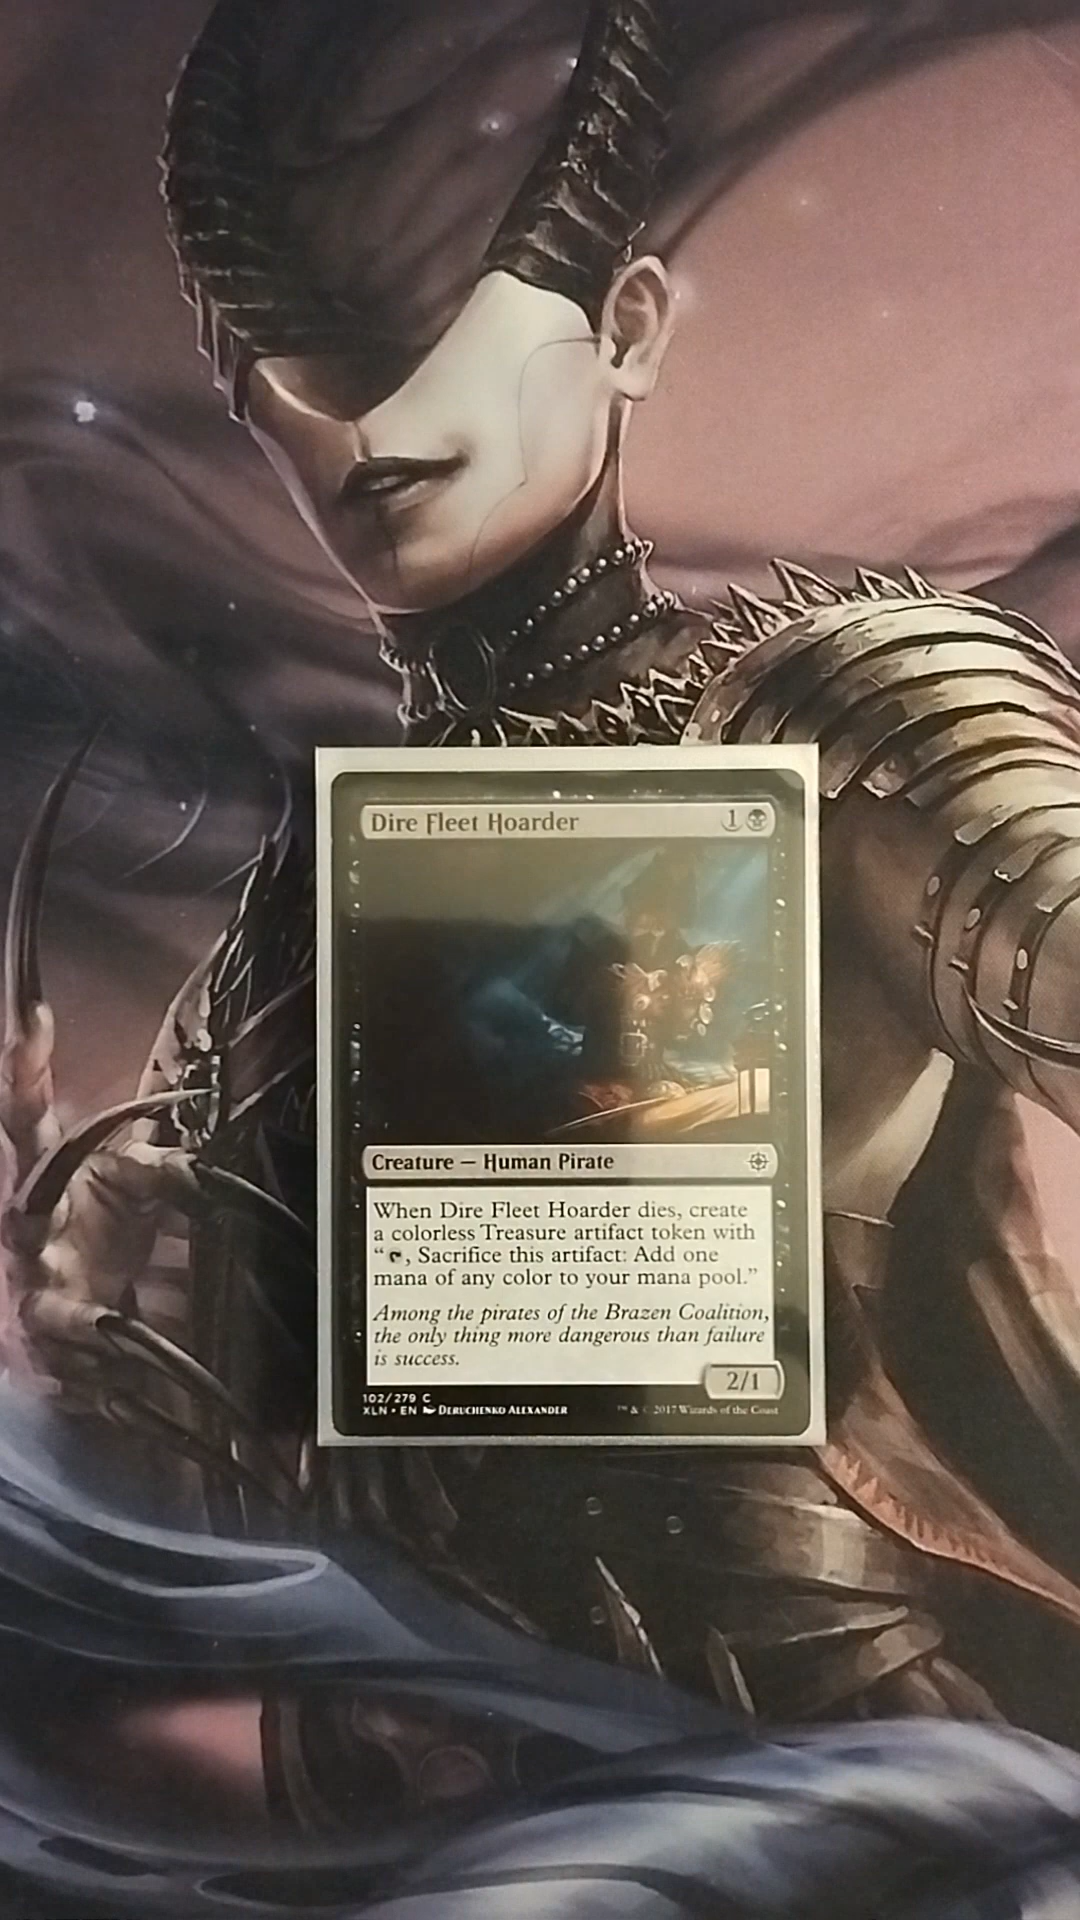 Dire Fleet Hoarder 1
Creature — Human Pirate
When Dire Fleet Hoarder dies, create
a colorless Treasure artifact token with
“, Sacrifice this artifact: Add one
mana of any color to your mana pool.”
Among the pirates of the Brazen Coalition,
the only thing more dangerous than failure
is success.
2/1
102/279 C
XLN • EN DERUCHENKO ALEXANDER
™ & © 2017 Wizards of the Coast